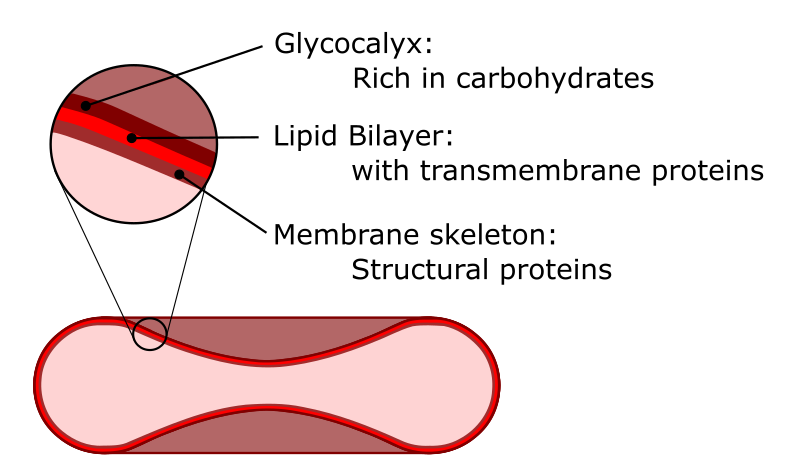 Glycocalyx:
Rich in carbohydrates
Lipid Bilayer:
with transmembrane proteins
Membrane skeleton:
Structural proteins